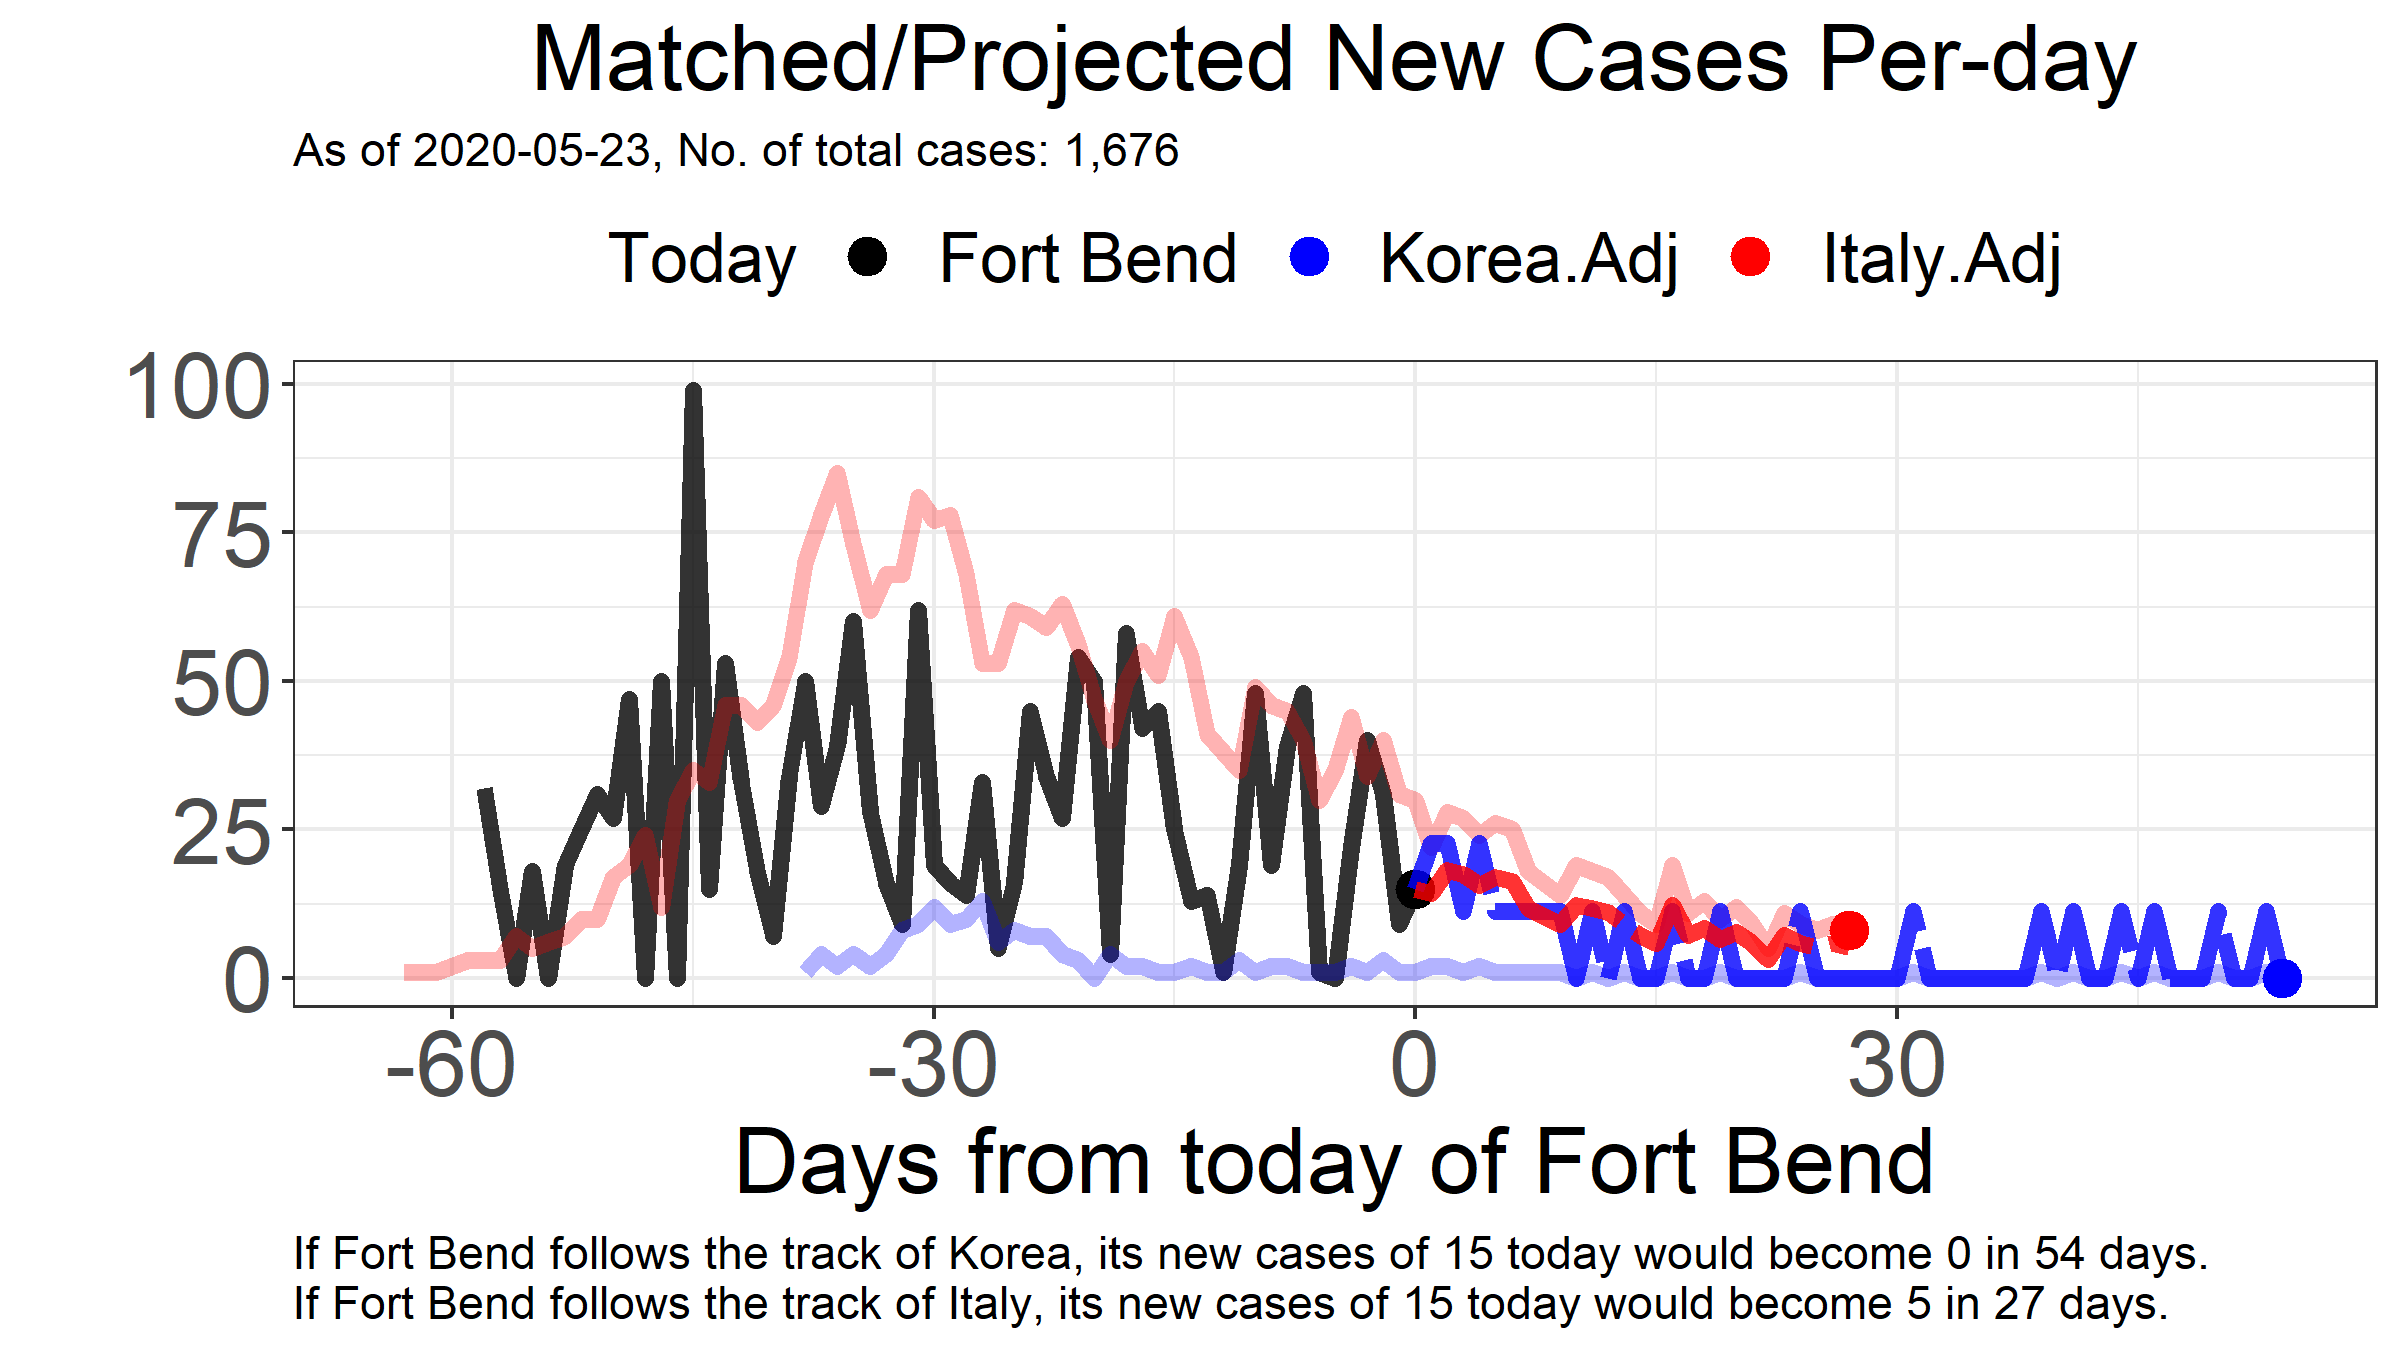 Matched/Projected New Cases Per-day
As of 2020-05-23, No. of total cases: 1,676
Today Fort Bend Korea.Adj Italy.Adj
100
75
50
25
0
-60 -30 0 30
Days from today of Fort Bend
If Fort Bend follows the track of Korea, its new cases of 15 today would become 0 in 54 days.
If Fort Bend follows the track of Italy, its new cases of 15 today would become 5 in 27 days.